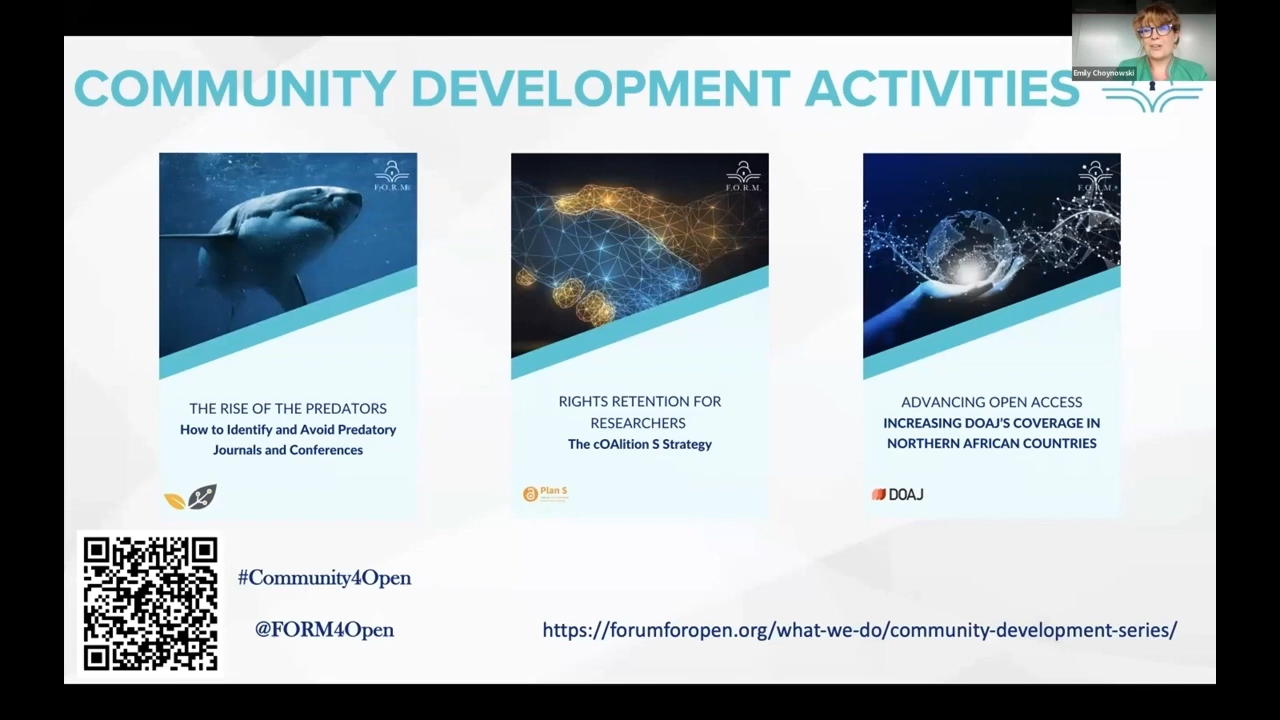 Emily Choynowski
COMMUNITY DEVELOPMENT ACTIVITIES
F.O.R.M.
F.O.R.M.
F.O.R.M.
THE RISE OF THE PREDATORS
How to Identify and Avoid Predatory
Journals and Conferences
RIGHTS RETENTION FOR
RESEARCHERS
The cOAlition S Strategy
Plan S
ADVANCING OPEN ACCESS
INCREASING DOAJ'S COVERAGE IN
NORTHERN AFRICAN COUNTRIES
DOAJ
#Community4Open
@FORM4Open
https://forumforopen.org/what-we-do/community-development-series/